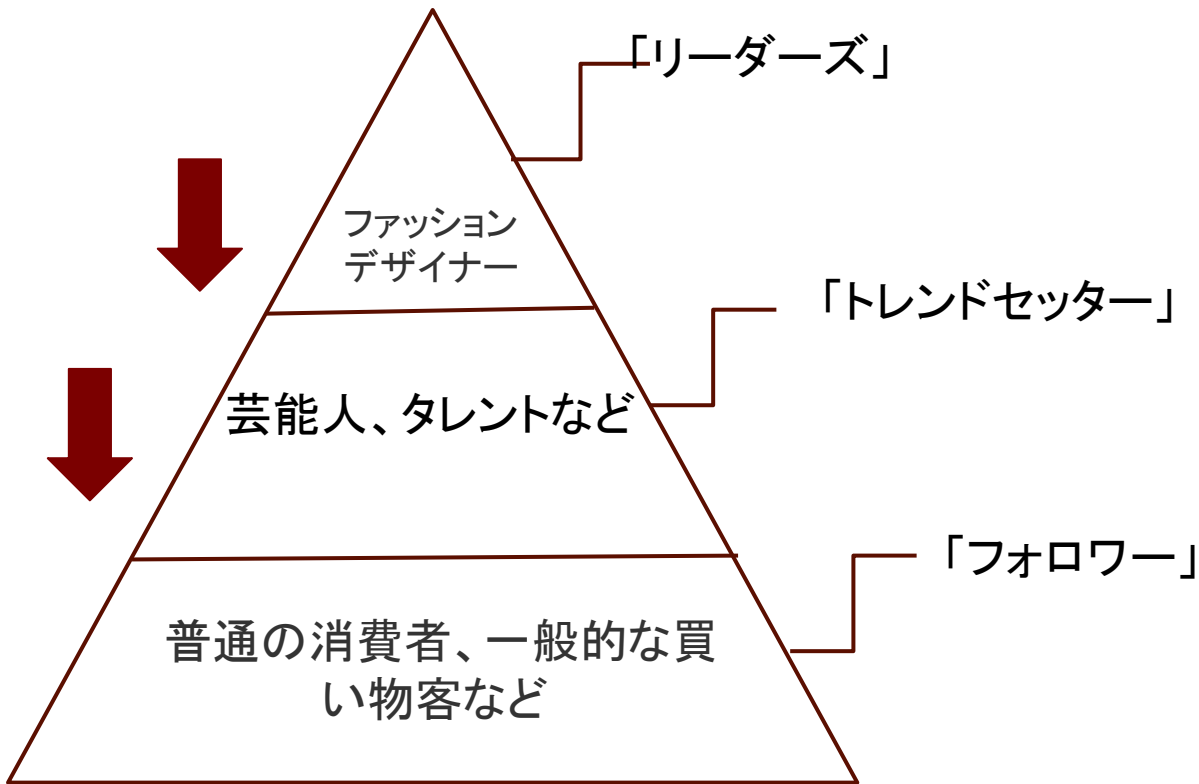 「リーダーズ」
ファッション
デザイナー
「トレンドセッター」
芸能人、タレントなど
「フォロワー」
普通の消費者、一般的な買
い物客など